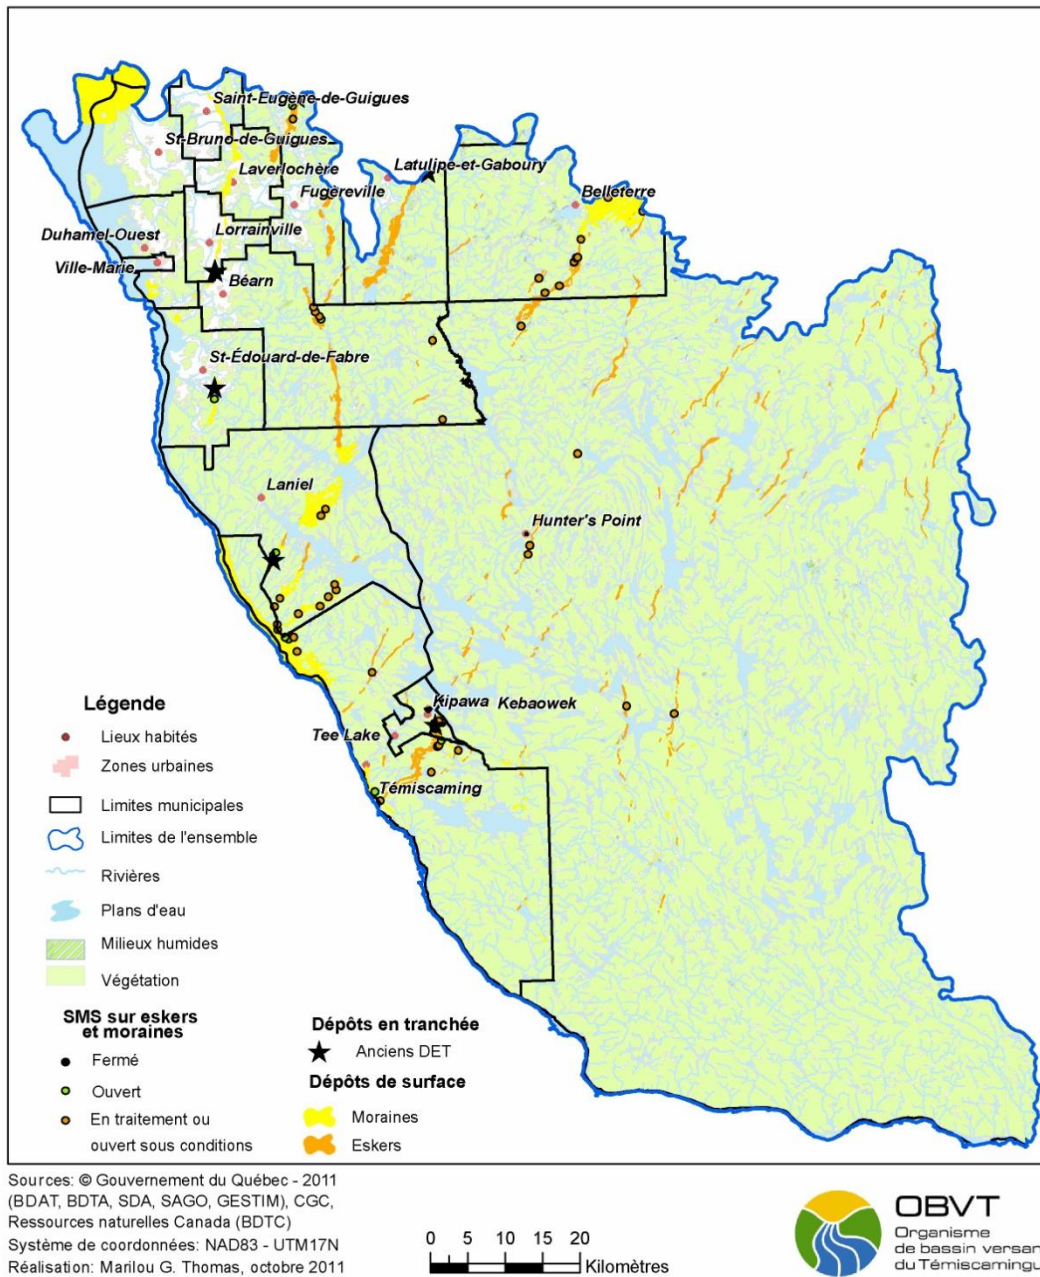 Saint-Eugène-de-Guigues
St-Bruno-de-Guigues
Laverlochère
Latulipe-et-Gaboury
Fugèreville
Belleterre
Duhamel-Ouest
Lorrainville
Ville-Marie
Béarn
St-Édouard-de-Fabre
Laniel
Hunter's Point
Kipawa
Kebaowek
Tee Lake
Témiscaming
Légende
Lieux habités
Zones urbaines
Limites municipales
Limites de l'ensemble
Rivières
Plans d'eau
Milieux humides
Végétation
SMS sur eskers
et moraines
Fermé
Ouvert
En traitement ou
ouvert sous conditions
Dépôts en tranchée
Anciens DET
Dépôts de surface
Moraines
Eskers
Sources: © Gouvernement du Québec - 2011
(BDAT, BDTA, SDA, SAGO, GESTIM), CGC,
Ressources naturelles Canada (BDTC)
Système de coordonnées: NAD83 - UTM17N
Réalisation: Marilou G. Thomas, octobre 2011
0 5 10 15 20
Kilomètres
OBVT
Organisme
de bassin versan
du Témiscamingu